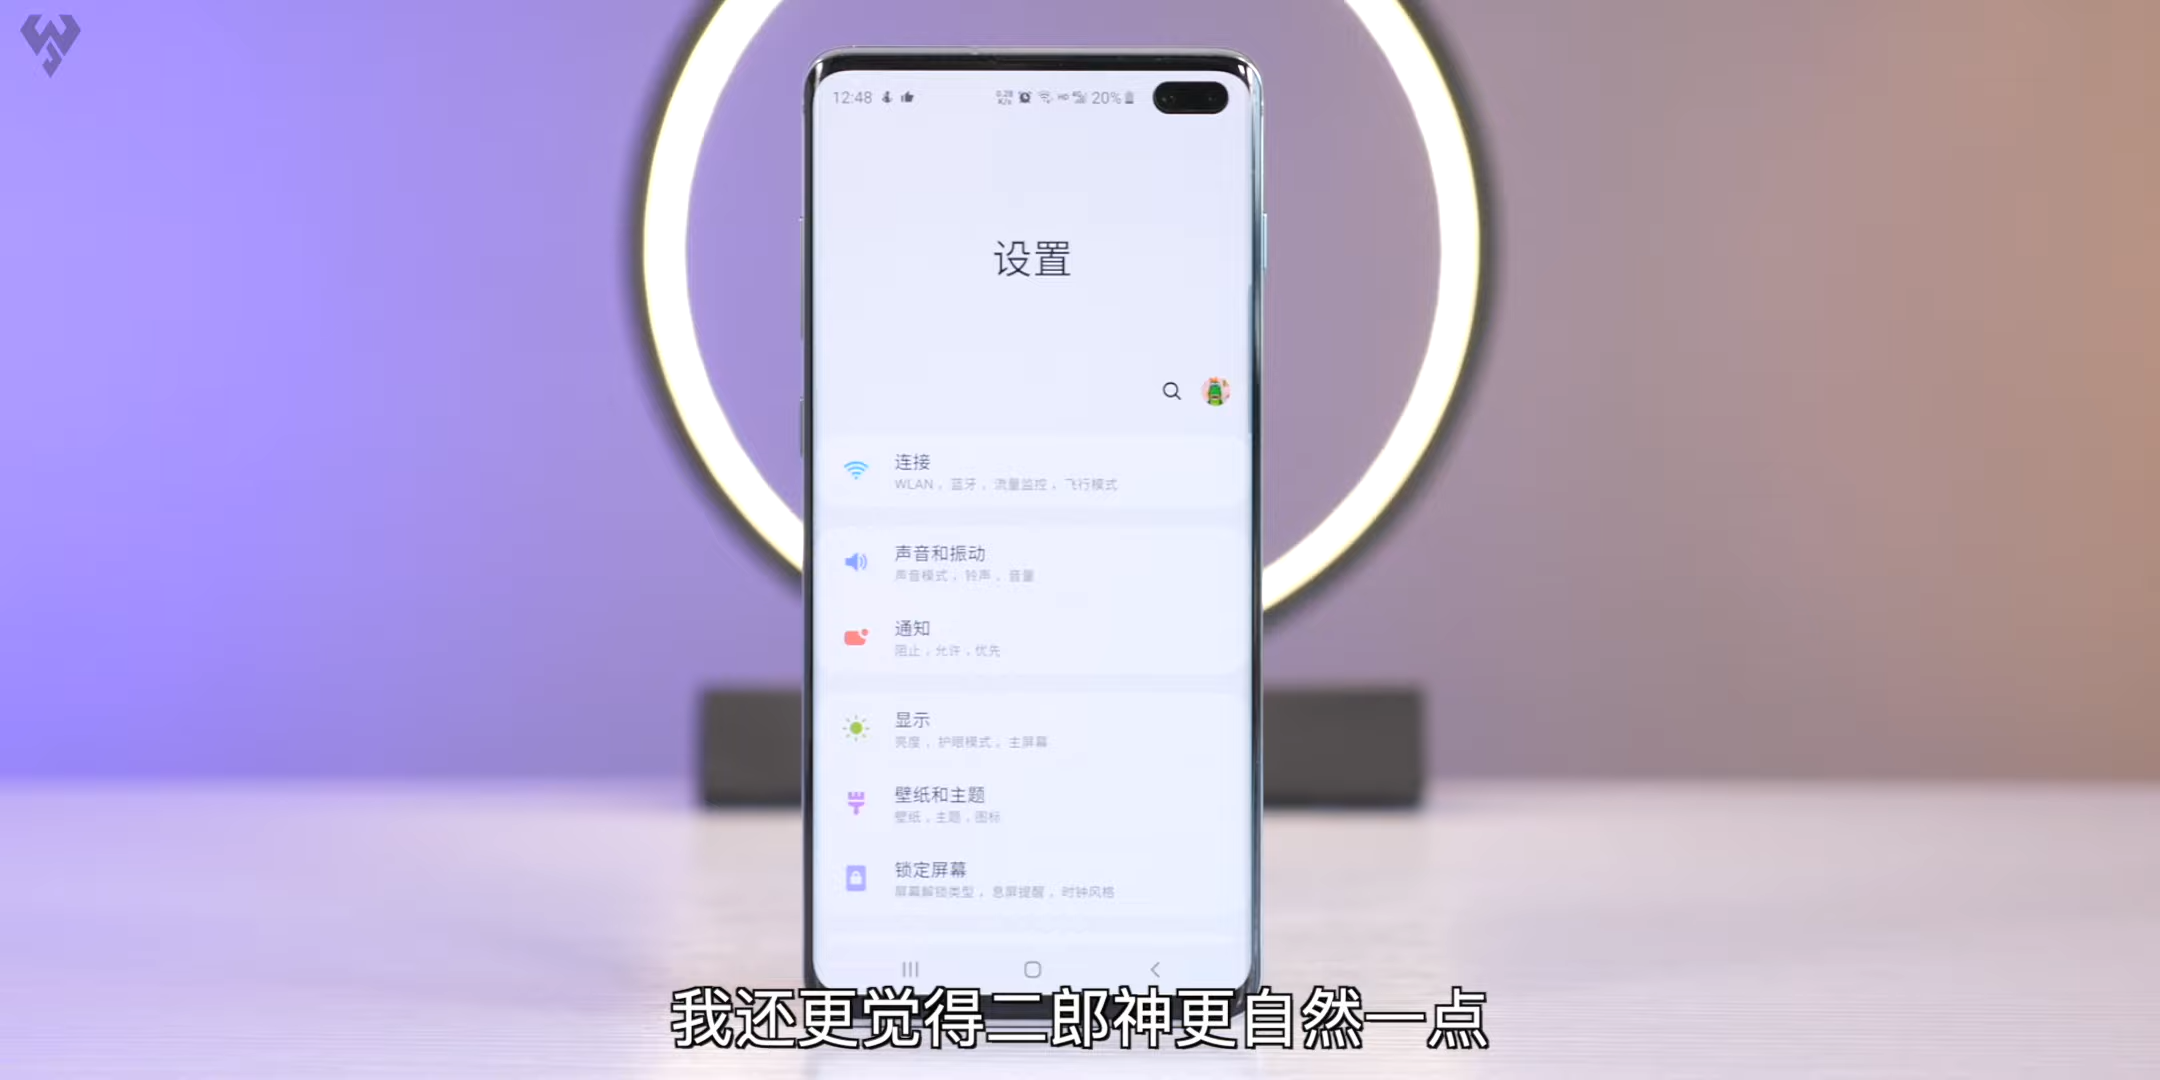 12:48
0.28 K/s HD 4G 20%
设置
连接
WLAN，蓝牙，流量监控，飞行模式
声音和振动
声音模式，铃声，音量
通知
阻止，允许，优先
显示
亮度，护眼模式，主屏幕
壁纸和主题
壁纸，主题，图标
锁定屏幕
屏幕解锁类型，息屏提醒，时钟风格
我还更觉得二郎神更自然一点